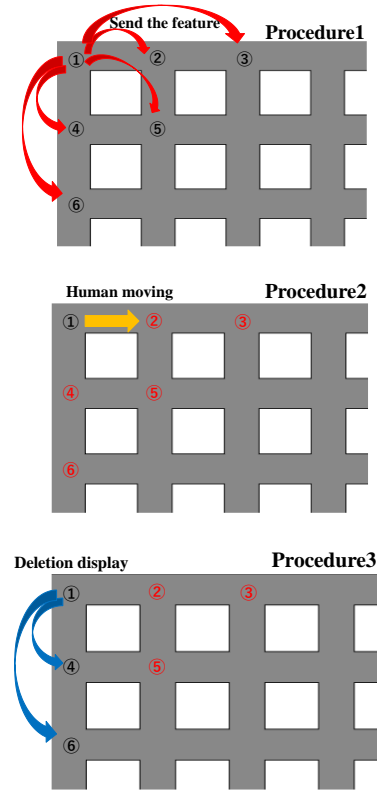 Procedure1
Send the feature
① ② ③
④ ⑤
⑥
Procedure2
Human moving
① ② ③
④ ⑤
⑥
Procedure3
Deletion display
① ② ③
④ ⑤
⑥